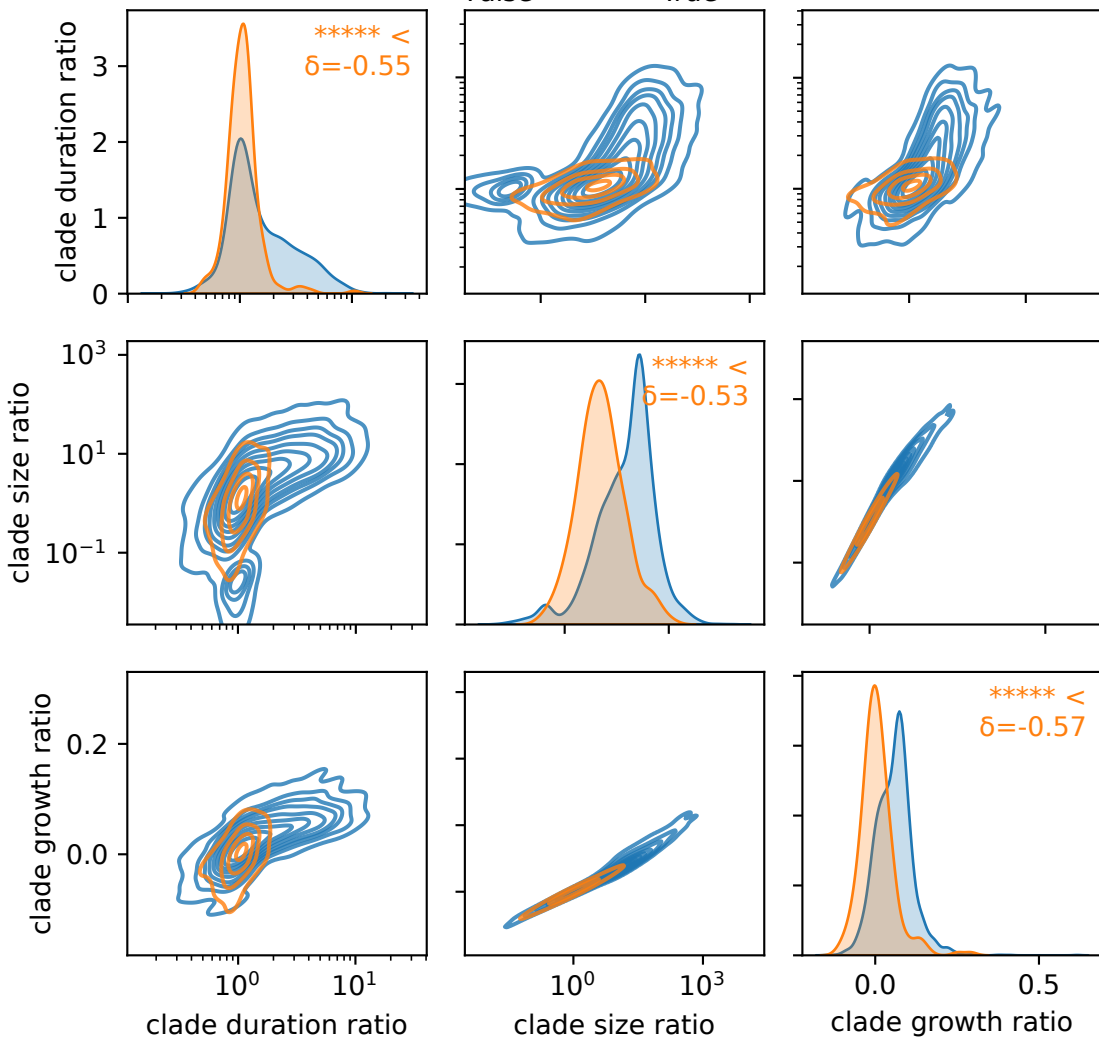 clade duration ratio
3
2
1
0
***** <
δ=-0.55
clade size ratio
10³
10¹
10⁻¹
***** <
δ=-0.53
clade growth ratio
0.2
0.0
***** <
δ=-0.57
10⁰
10¹
10⁰
10³
0.0
0.5
clade duration ratio
clade size ratio
clade growth ratio